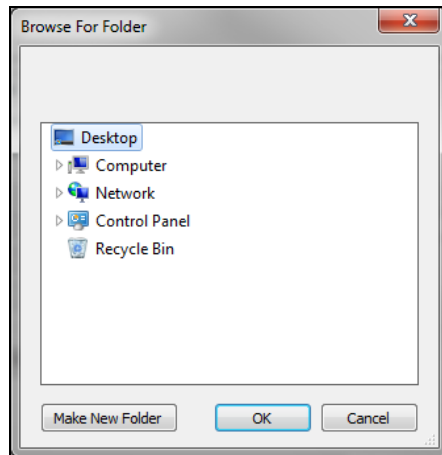 Browse For Folder
Desktop
Computer
Network
Control Panel
Recycle Bin
Make New Folder OK Cancel